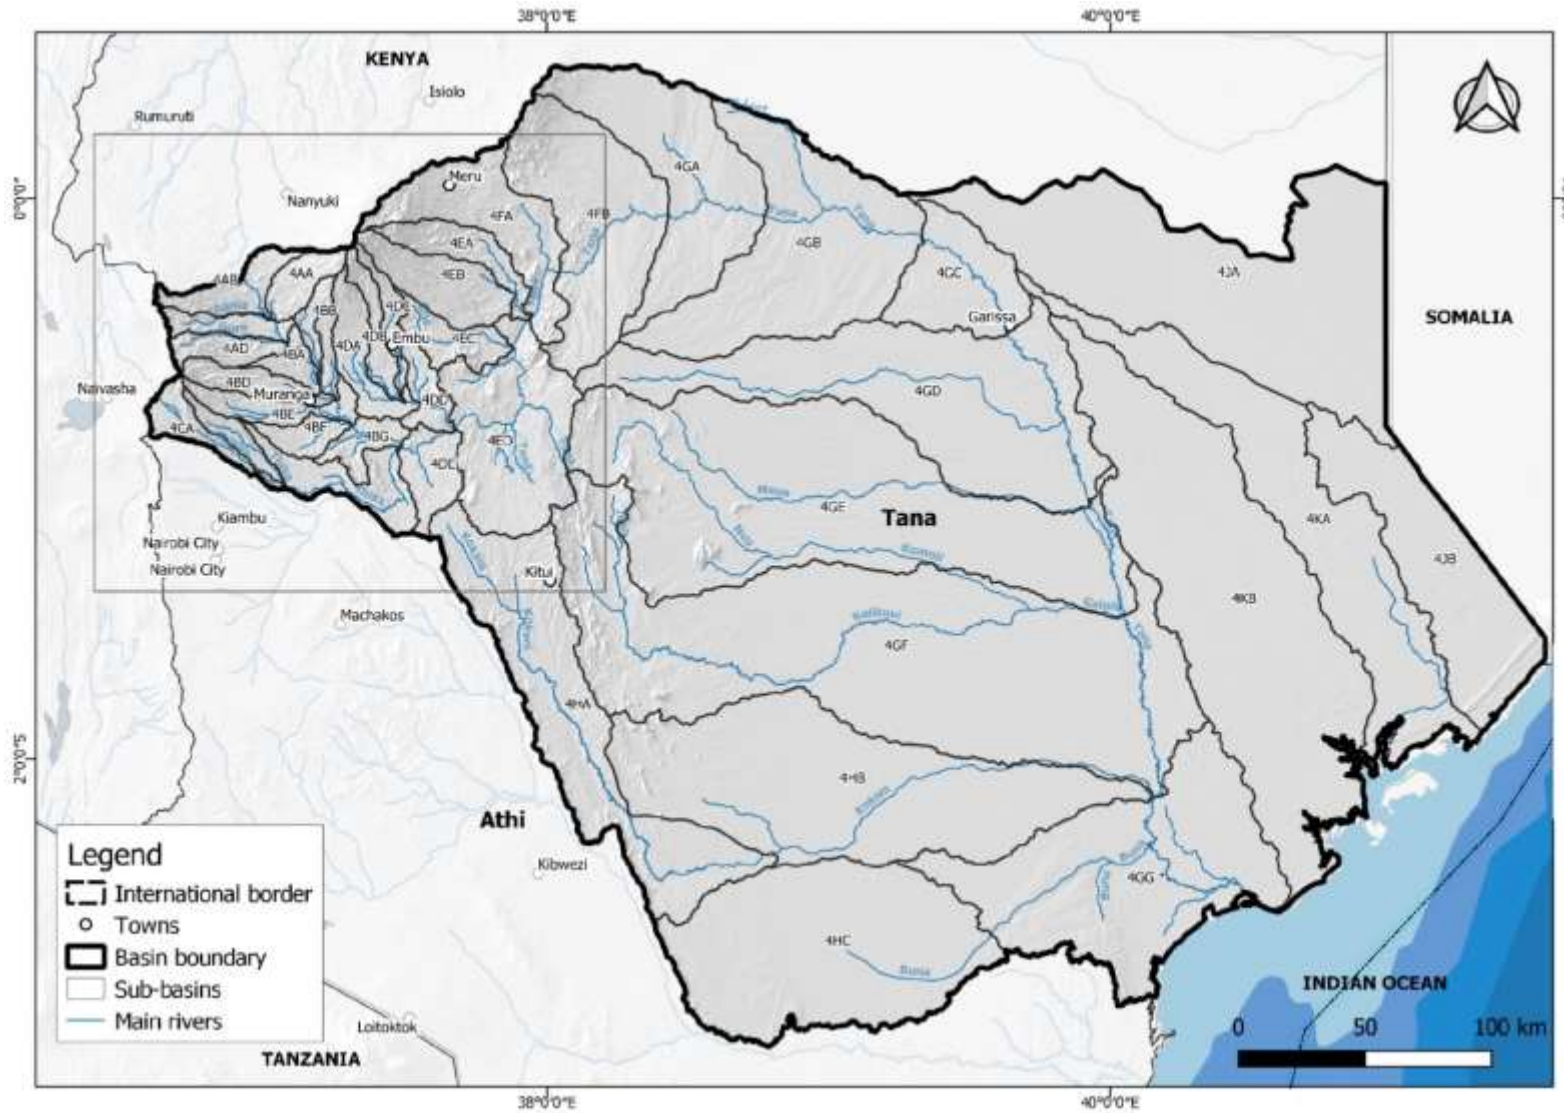 38°0'0"E
40°0'0"E
KENYA
Isiolo
Rumuruti
Meru
4GA
Nanyuki
4FA
4FB
Tana
Tana
Tana
0°0'0"
4EA
4GB
4AB
4AA
4EB
4GC
4JA
4BB
Garissa
SOMALIA
4AD
4BA
4DA
4DB
Embu
4EC
Naivasha
4BD
Muranga
4DD
4GD
4BE
4CA
4BF
4BG
4ED
4GE
Tana
4KA
Kiambu
Nairobi City
Nairobi City
Kitui
4JB
Machakos
4KB
4GF
4HA
2°0'0"S
4HB
Athi
Legend
International border
Towns
Basin boundary
Sub-basins
Main rivers
Kibwezi
4GG
4HC
INDIAN OCEAN
Loitoktok
TANZANIA
0 50 100 km
38°0'0"E
40°0'0"E